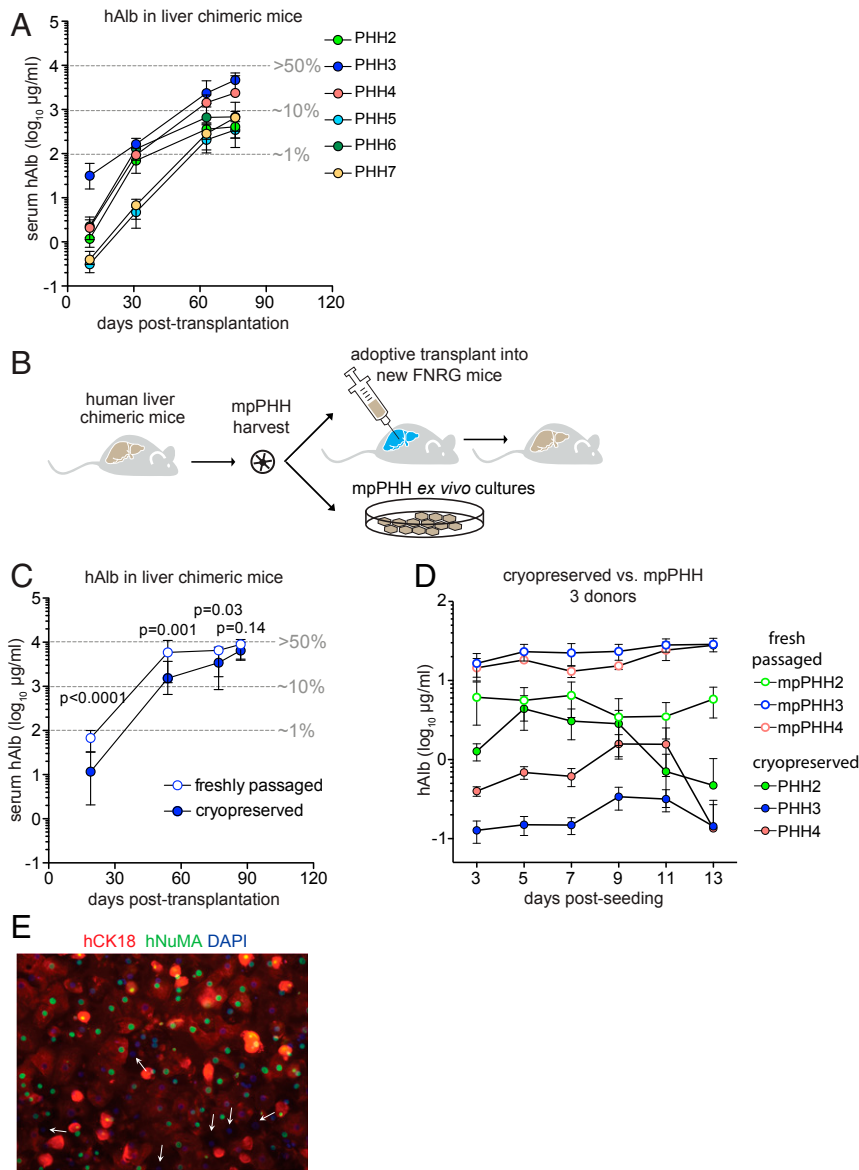 A
hAlb in liver chimeric mice
serum hAlb (log10 µg/ml)
5
4
3
2
1
0
-1
>50%
~10%
~1%
0 30 60 90 120
days post-transplantation
PHH2
PHH3
PHH4
PHH5
PHH6
PHH7
B
human liver
chimeric mice
mpPHH
harvest
adoptive transplant into
new FNRG mice
mpPHH ex vivo cultures
C
hAlb in liver chimeric mice
serum hAlb (log10 µg/ml)
5
4
3
2
1
0
-1
p<0.0001
p=0.001
p=0.03
p=0.14
>50%
~10%
~1%
freshly passaged
cryopreserved
0 30 60 90 120
days post-transplantation
D
cryopreserved vs. mpPHH
3 donors
hAlb (log10 µg/ml)
2
1
0
-1
3 5 7 9 11 13
days post-seeding
fresh
passaged
mpPHH2
mpPHH3
mpPHH4
cryopreserved
PHH2
PHH3
PHH4
E
hCK18 hNuMA DAPI